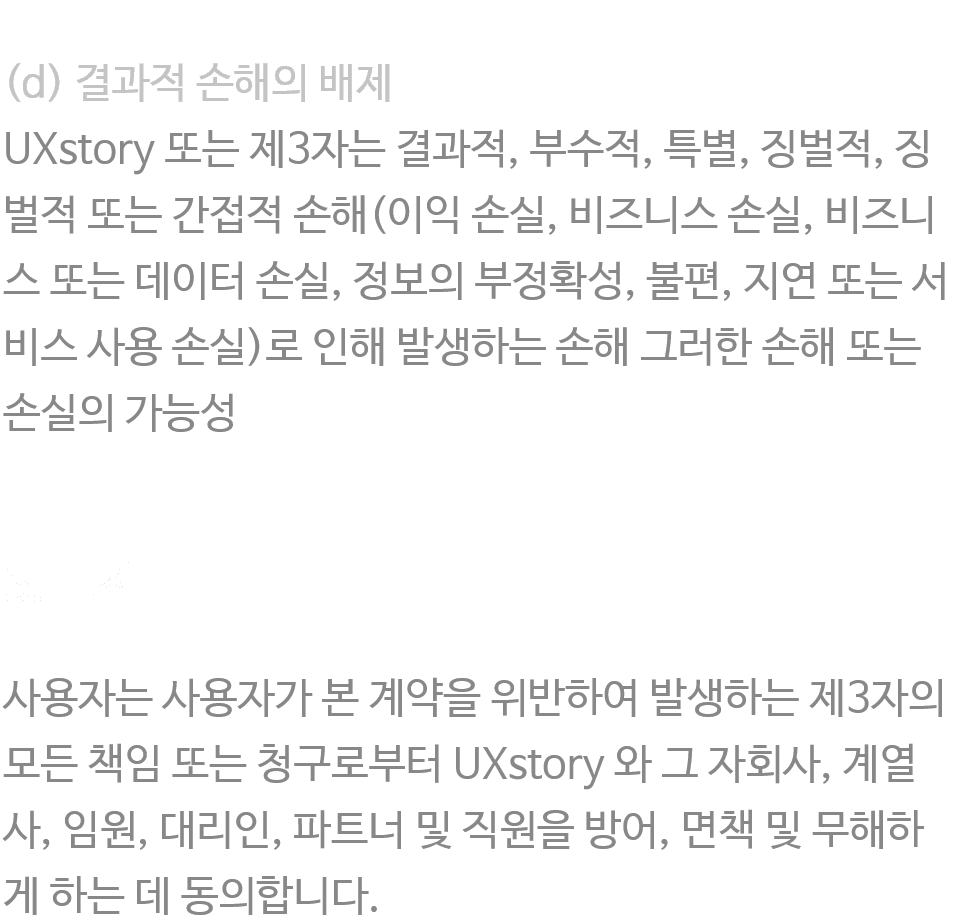 (d) 결과적 손해의 배제
UXstory 또는 제3자는 결과적, 부수적, 특별, 징벌적, 징
벌적 또는 간접적 손해(이익 손실, 비즈니스 손실, 비즈니
스 또는 데이터 손실, 정보의 부정확성, 불편, 지연 또는 서
비스 사용 손실)로 인해 발생하는 손해 그러한 손해 또는
손실의 가능성
사용자는 사용자가 본 계약을 위반하여 발생하는 제3자의
모든 책임 또는 청구로부터 UXstory 와 그 자회사, 계열
사, 임원, 대리인, 파트너 및 직원을 방어, 면책 및 무해하
게 하는 데 동의합니다.